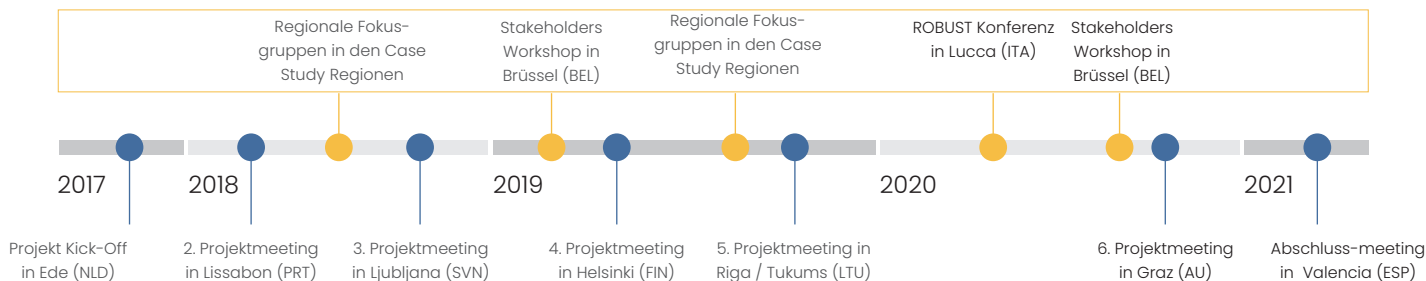 Regionale Fokus-
gruppen in den Case
Study Regionen
Stakeholders
Workshop in
Brüssel (BEL)
Regionale Fokus-
gruppen in den Case
Study Regionen
ROBUST Konferenz
in Lucca (ITA)
Stakeholders
Workshop in
Brüssel (BEL)
2017
2018
2019
2020
2021
Projekt Kick-Off
in Ede (NLD)
2. Projektmeeting
in Lissabon (PRT)
3. Projektmeeting
in Ljubljana (SVN)
4. Projektmeeting
in Helsinki (FIN)
5. Projektmeeting in
Riga / Tukums (LTU)
6. Projektmeeting
in Graz (AU)
Abschluss-meeting
in Valencia (ESP)